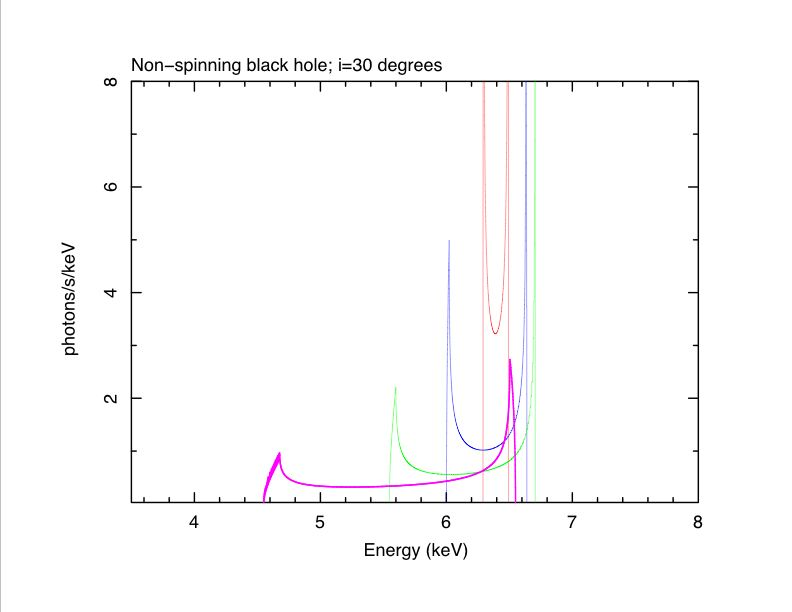 Non−spinning black hole; i=30 degrees
8
6
4
2
photons/s/keV
4 5 6 7 8
Energy (keV)